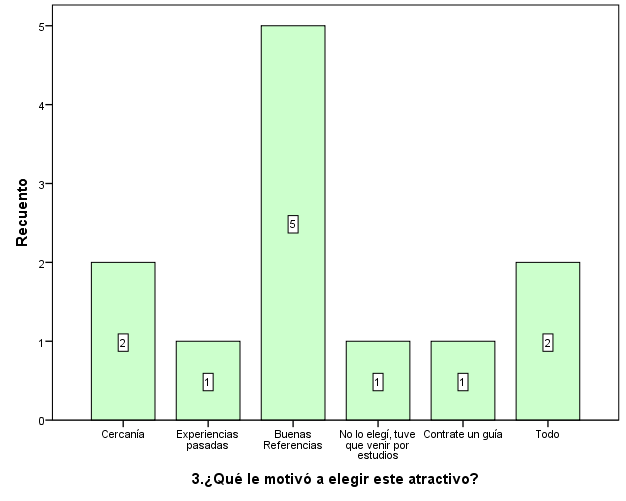 5
4
3
2
1
0
Recuento
2
1
5
1
1
2
Cercanía
Experiencias
pasadas
Buenas
Referencias
No lo elegí, tuve
que venir por
estudios
Contrate un guía
Todo
3.¿Qué le motivó a elegir este atractivo?